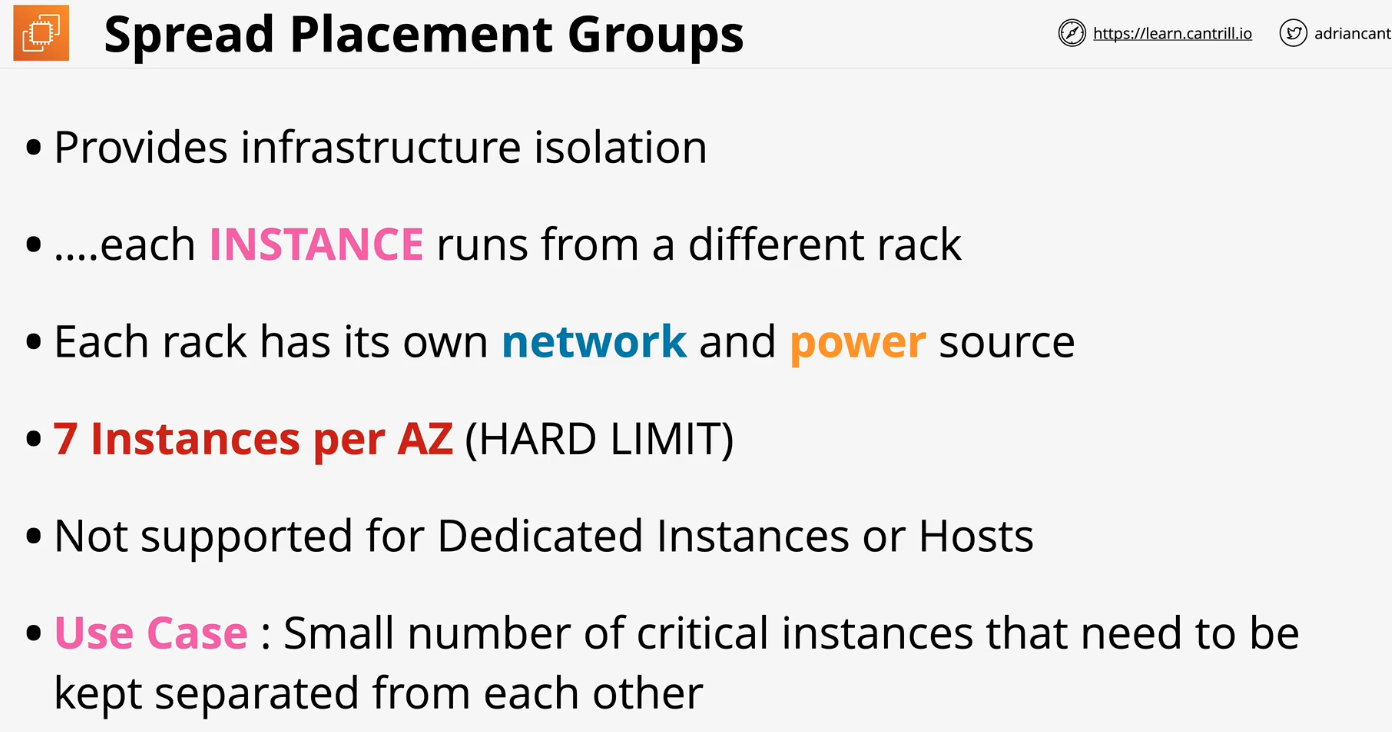 Spread Placement Groups
https://learn.cantrill.io
adriancant
• Provides infrastructure isolation
• ....each INSTANCE runs from a different rack
• Each rack has its own network and power source
• 7 Instances per AZ (HARD LIMIT)
• Not supported for Dedicated Instances or Hosts
• Use Case : Small number of critical instances that need to be
kept separated from each other